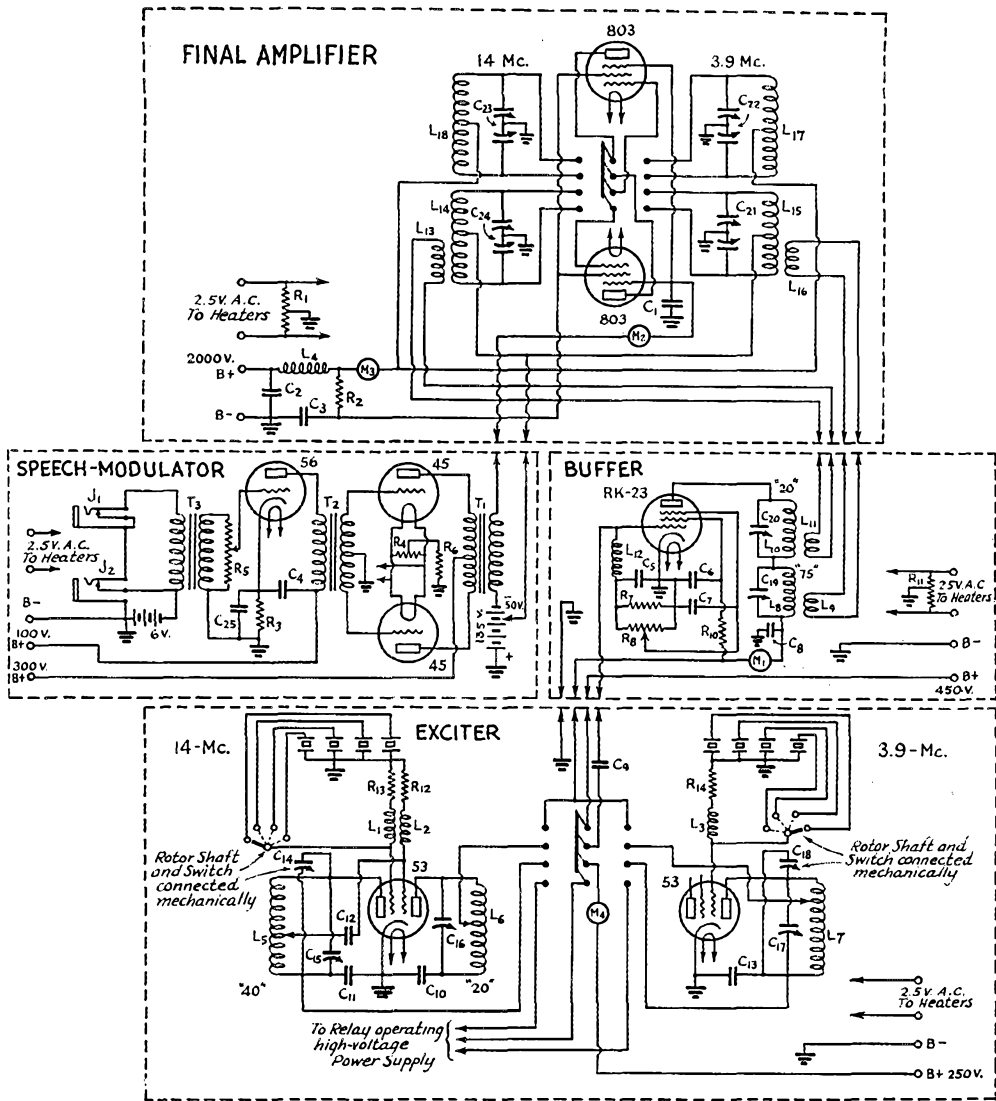 FINAL AMPLIFIER
803
14 Mc.
3.9 Mc.
C23
C22
L18
L17
L14
L15
C24
C21
L13
L16
C1
803
M2
2.5V. A.C.
To Heaters
R1
2000 V.
B+
L4
M3
C2
R2
C3
B-
SPEECH-MODULATOR
56
45
J1
T3
T2
T1
2.5V. A.C.
To Heaters
J2
R5
C4
R4
R6
B-
6V.
C25
R3
50V.
135V.
+
100V.
B+
300V.
B+
45
BUFFER
RK-23
"20"
C20
L11
L10
L12
C5
C6
"75"
C19
L8
L9
R11
2.5V. A.C.
To Heaters
R7
C7
R8
R10
C8
M1
B-
B+
450V.
EXCITER
14-Mc.
3.9-Mc.
C9
R13
R12
R14
L1
L2
L3
Rotor Shaft
and Switch
connected
mechanically
C14
53
Rotor Shaft and
Switch connected
mechanically
C18
53
C12
L5
L6
C16
C15
M4
C17
L7
C13
"40"
C11
C10
"20"
To Relay operating
high-voltage
Power Supply
2.5V. A.C.
To Heaters
B-
B+ 250V.